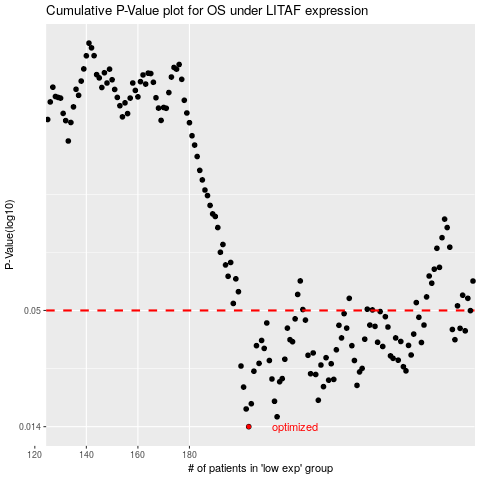 Cumulative P-Value plot for OS under LITAF expression
P-Value(log10)
0.05
0.014
optimized
120 140 160 180
# of patients in 'low exp' group